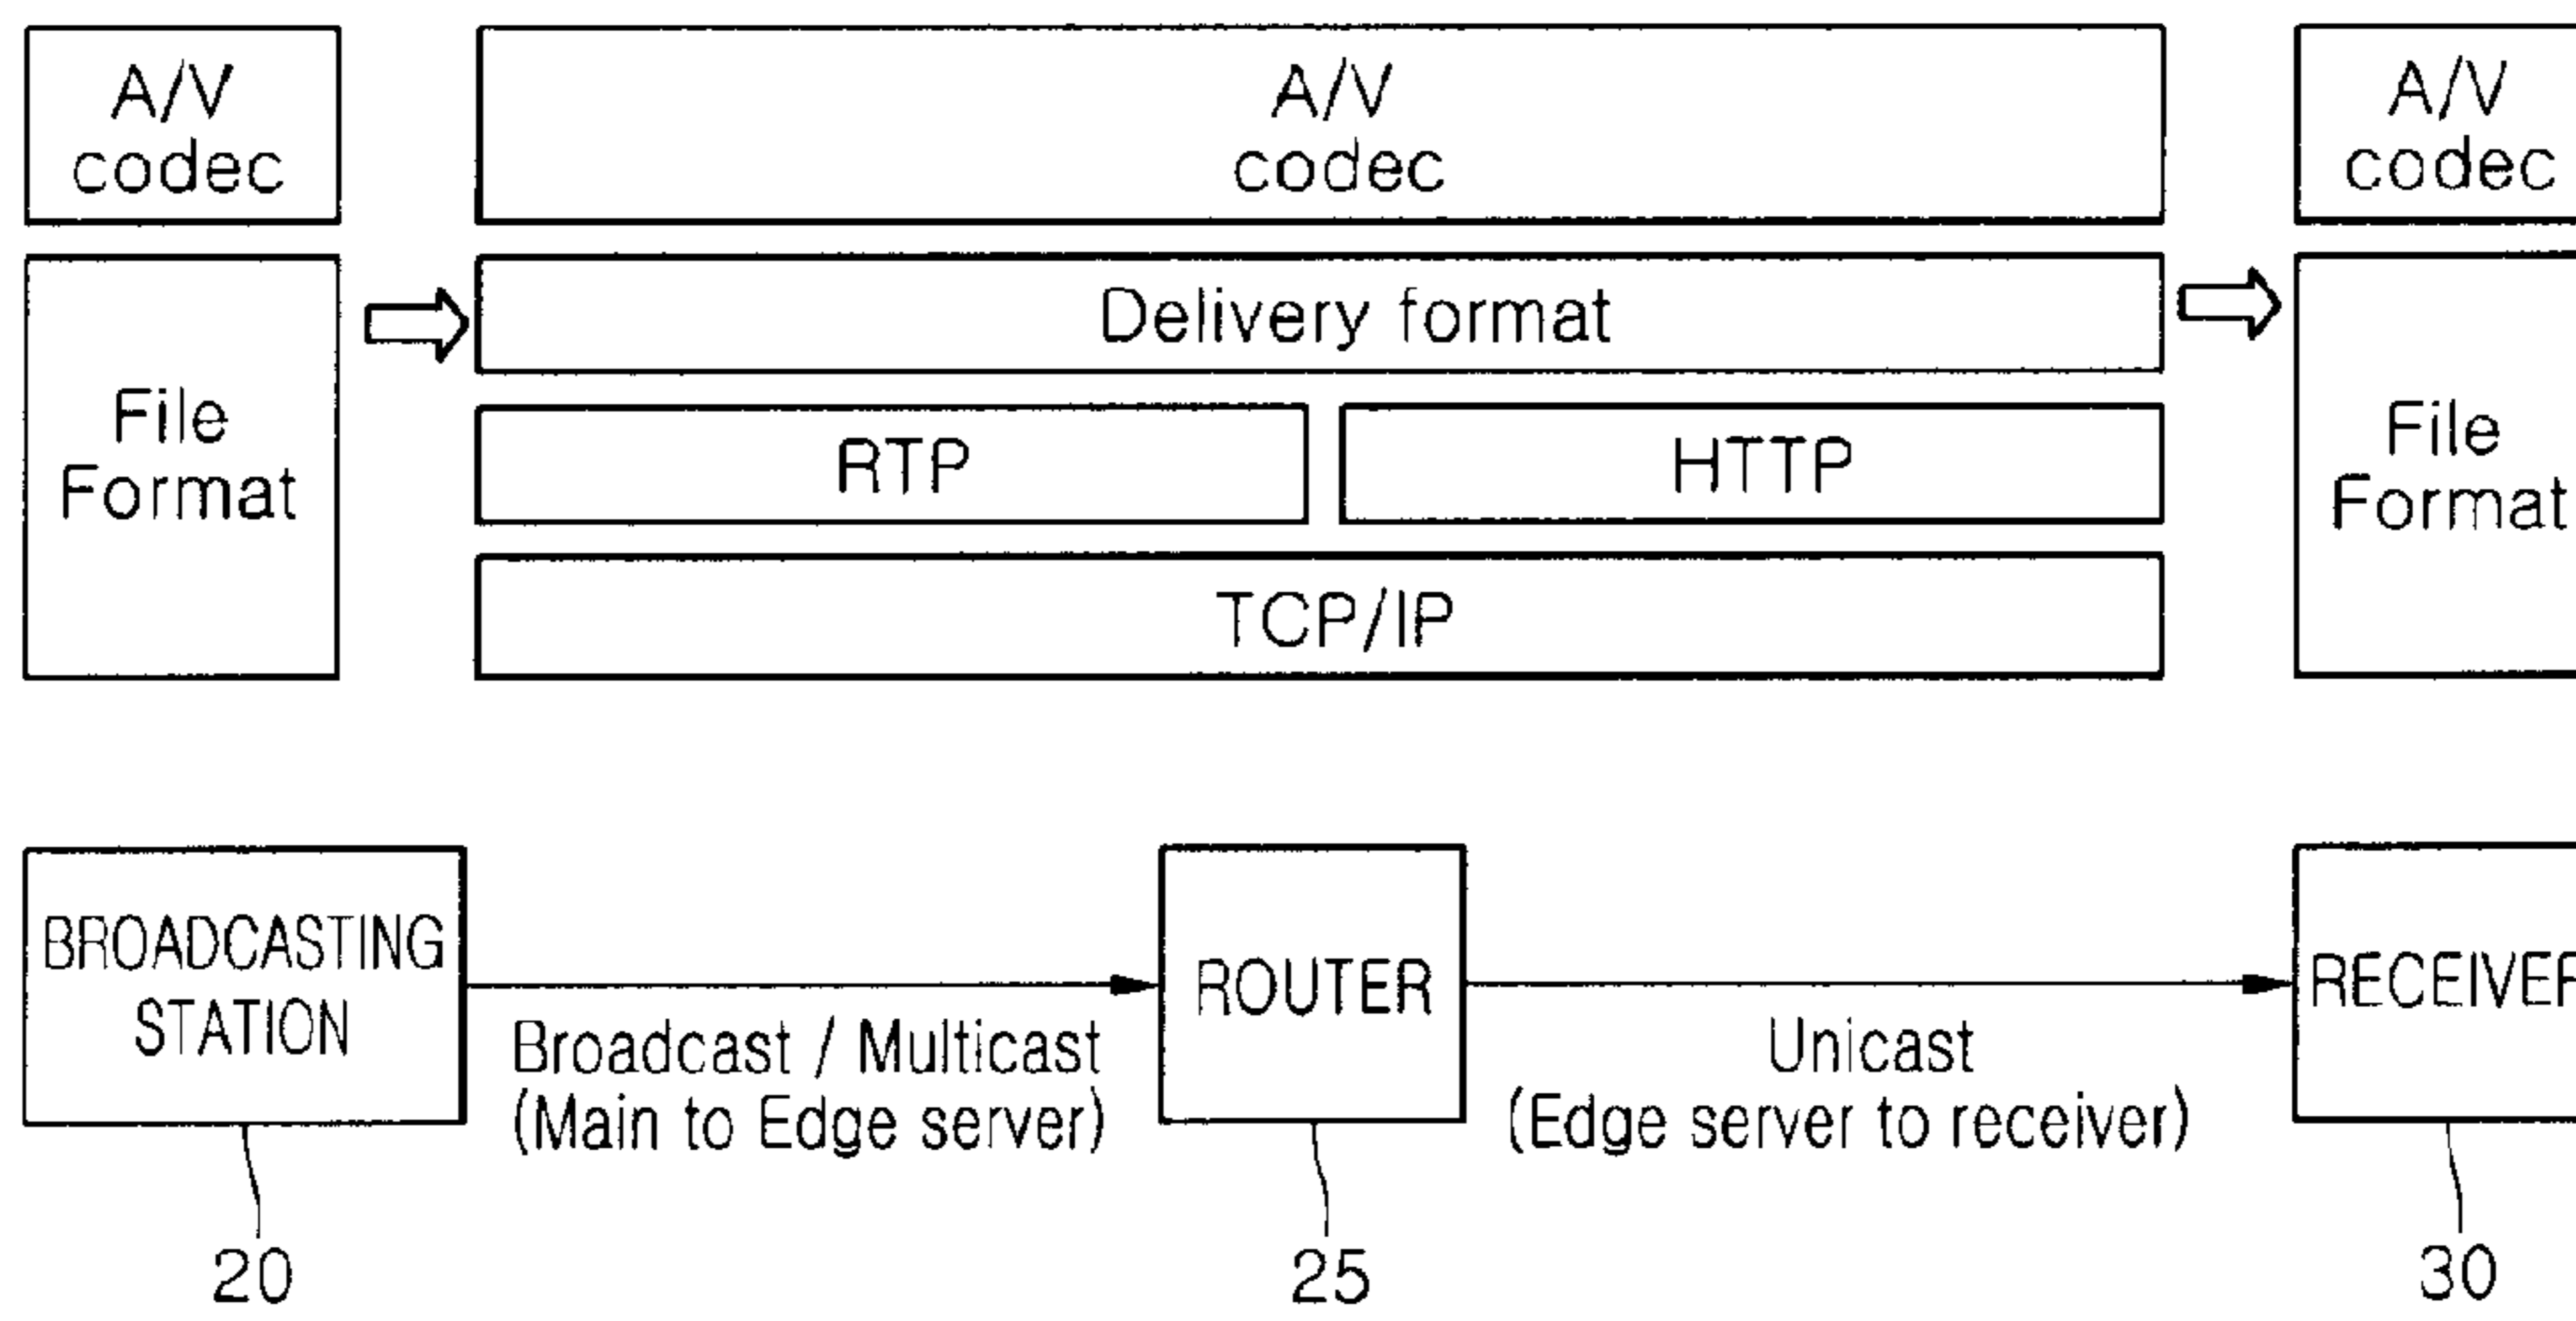 A/V
codec
A/V
codec
A/V
codec
File
Format
Delivery format
RTP
HTTP
TCP/IP
File
Format
BROADCASTING
STATION
Broadcast / Multicast
(Main to Edge server)
ROUTER
Unicast
(Edge server to receiver)
RECEIVER
20
25
30